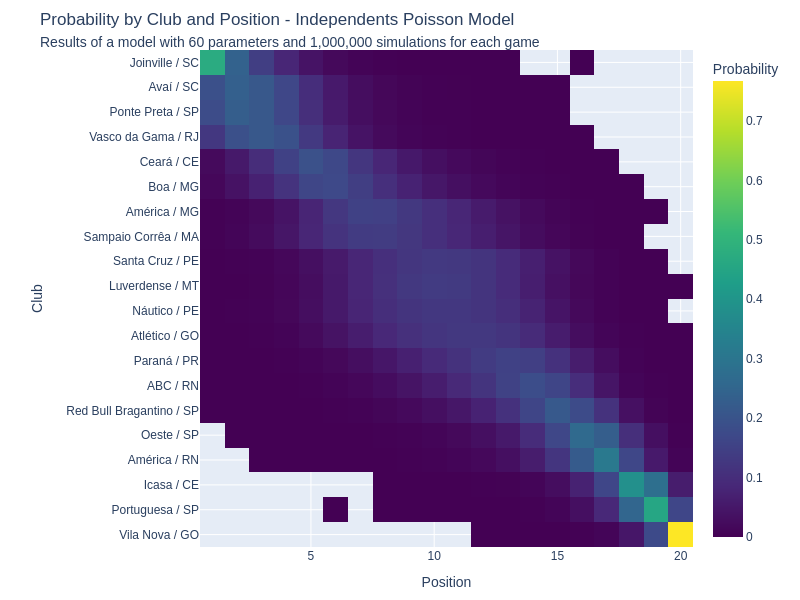 Probability by Club and Position - Independents Poisson Model
Results of a model with 60 parameters and 1,000,000 simulations for each game
Probability
Joinville / SC
Avaí / SC
Ponte Preta / SP
Vasco da Gama / RJ
Ceará / CE
Boa / MG
América / MG
Sampaio Corrêa / MA
Santa Cruz / PE
Luverdense / MT
Náutico / PE
Atlético / GO
Paraná / PR
ABC / RN
Red Bull Bragantino / SP
Oeste / SP
América / RN
Icasa / CE
Portuguesa / SP
Vila Nova / GO
Club
5
10
15
20
Position
0.7
0.6
0.5
0.4
0.3
0.2
0.1
0